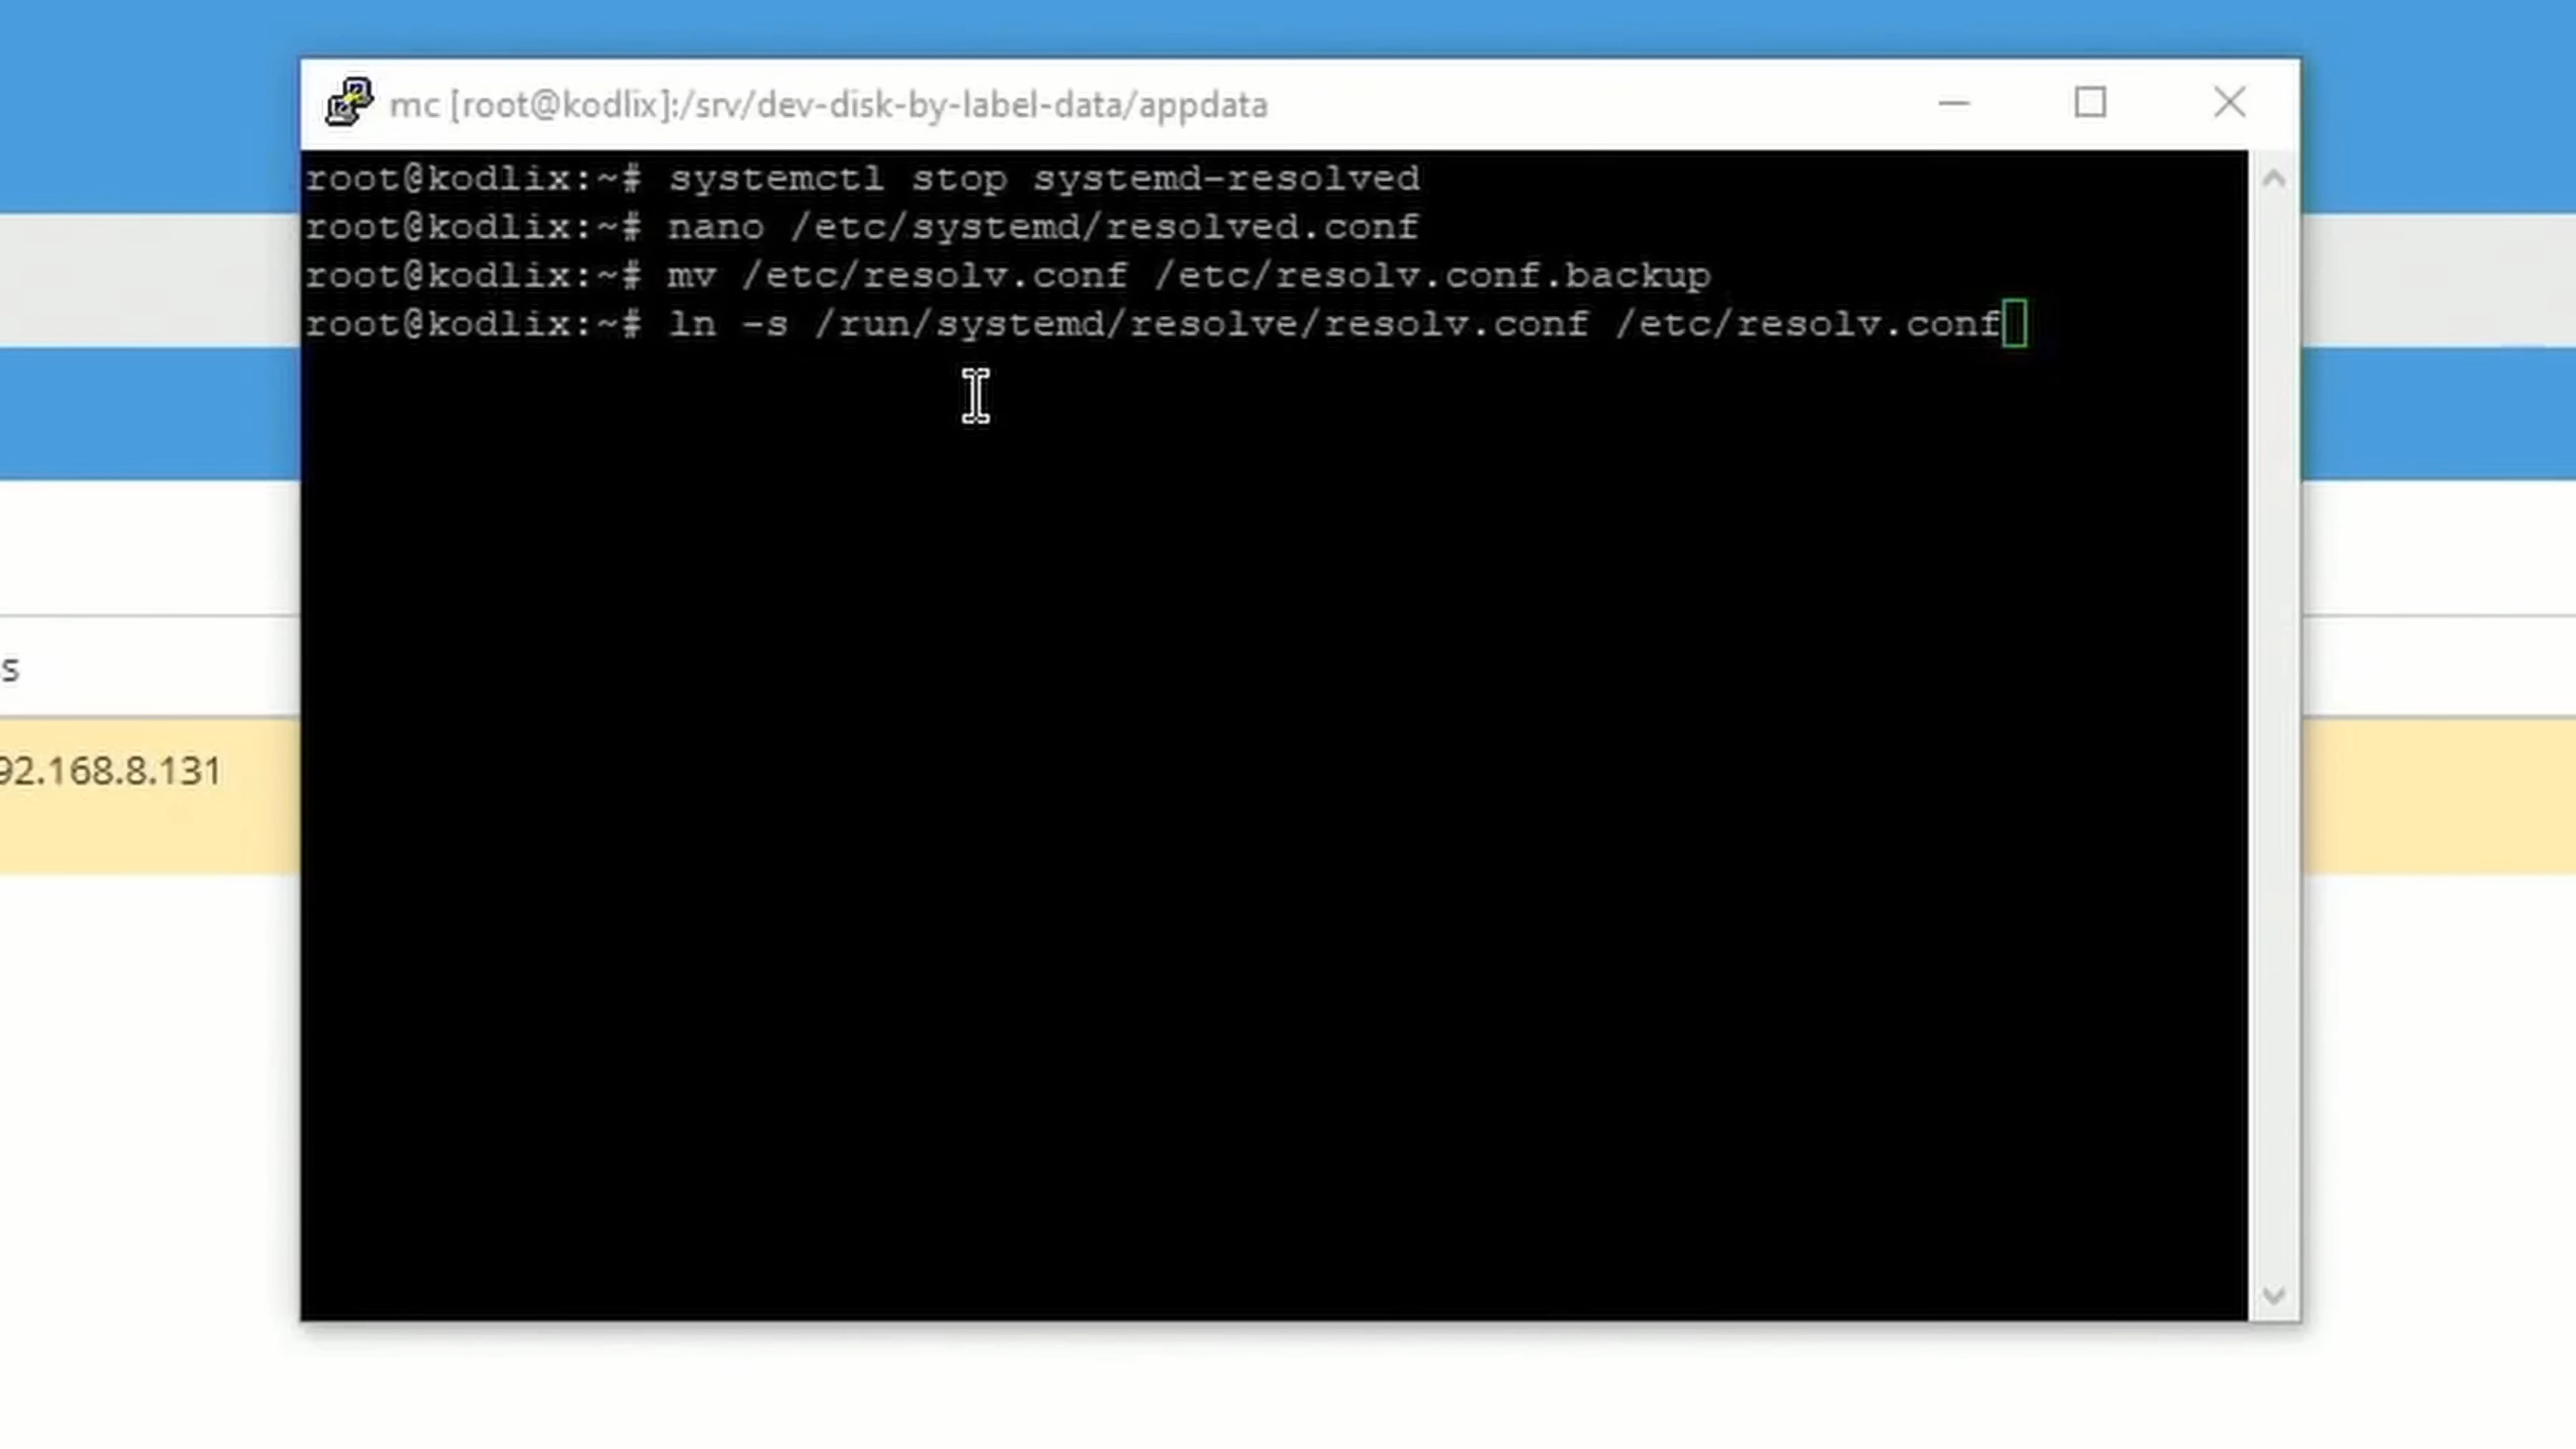 mc [root@kodlix]:/srv/dev-disk-by-label-data/appdata
root@kodlix:~# systemctl stop systemd-resolved
root@kodlix:~# nano /etc/systemd/resolved.conf
root@kodlix:~# mv /etc/resolv.conf /etc/resolv.conf.backup
root@kodlix:~# ln -s /run/systemd/resolve/resolv.conf /etc/resolv.conf
s
92.168.8.131